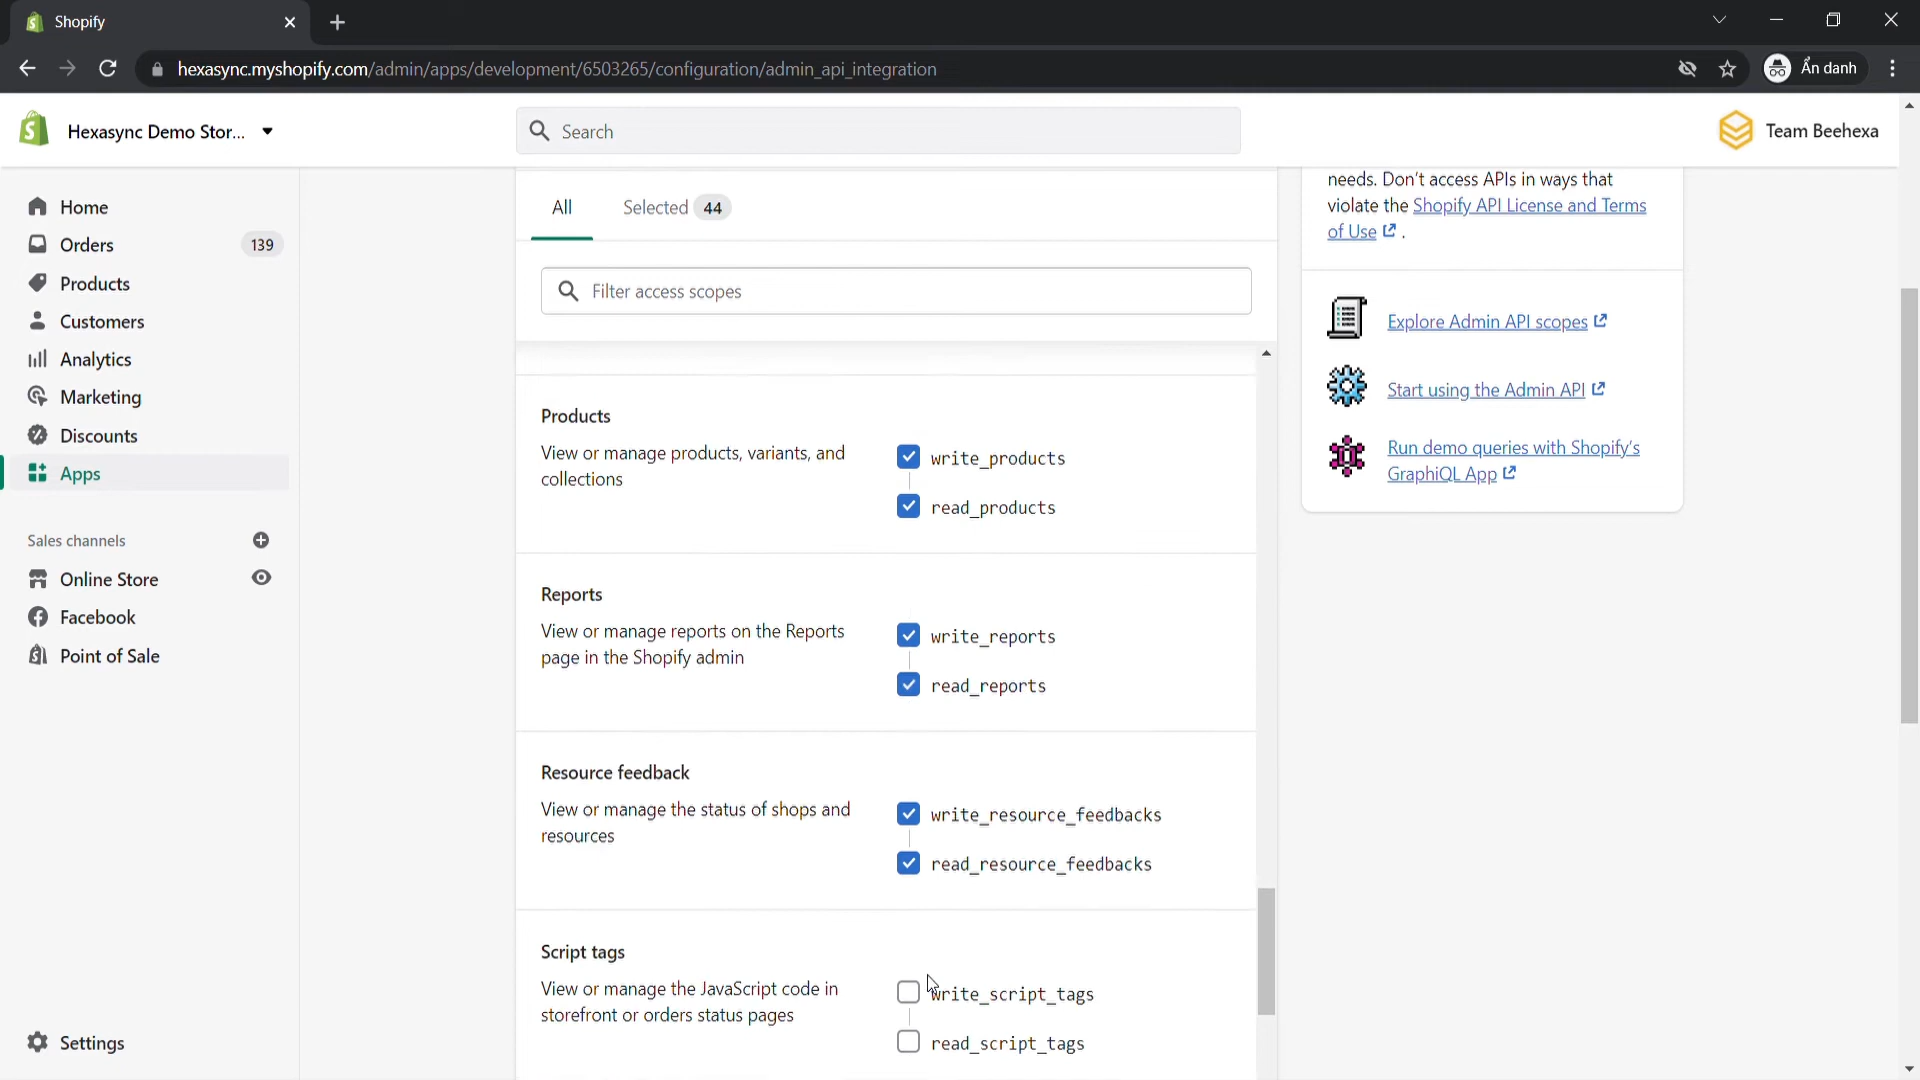 Shopify
hexasync.myshopify.com/admin/apps/development/6503265/configuration/admin_api_integration
Ẩn danh
Hexasync Demo Stor...
Search
Team Beehexa
Home
Orders 139
Products
Customers
Analytics
Marketing
Discounts
Apps
Sales channels
Online Store
Facebook
Point of Sale
Settings
All Selected 44
Filter access scopes
Products
View or manage products, variants, and
collections
write_products
read_products
Reports
View or manage reports on the Reports
page in the Shopify admin
write_reports
read_reports
Resource feedback
View or manage the status of shops and
resources
write_resource_feedbacks
read_resource_feedbacks
Script tags
View or manage the JavaScript code in
storefront or orders status pages
write_script_tags
read_script_tags
needs. Don't access APIs in ways that
violate the Shopify API License and Terms
of Use .
Explore Admin API scopes
Start using the Admin API
Run demo queries with Shopify's
GraphiQL App